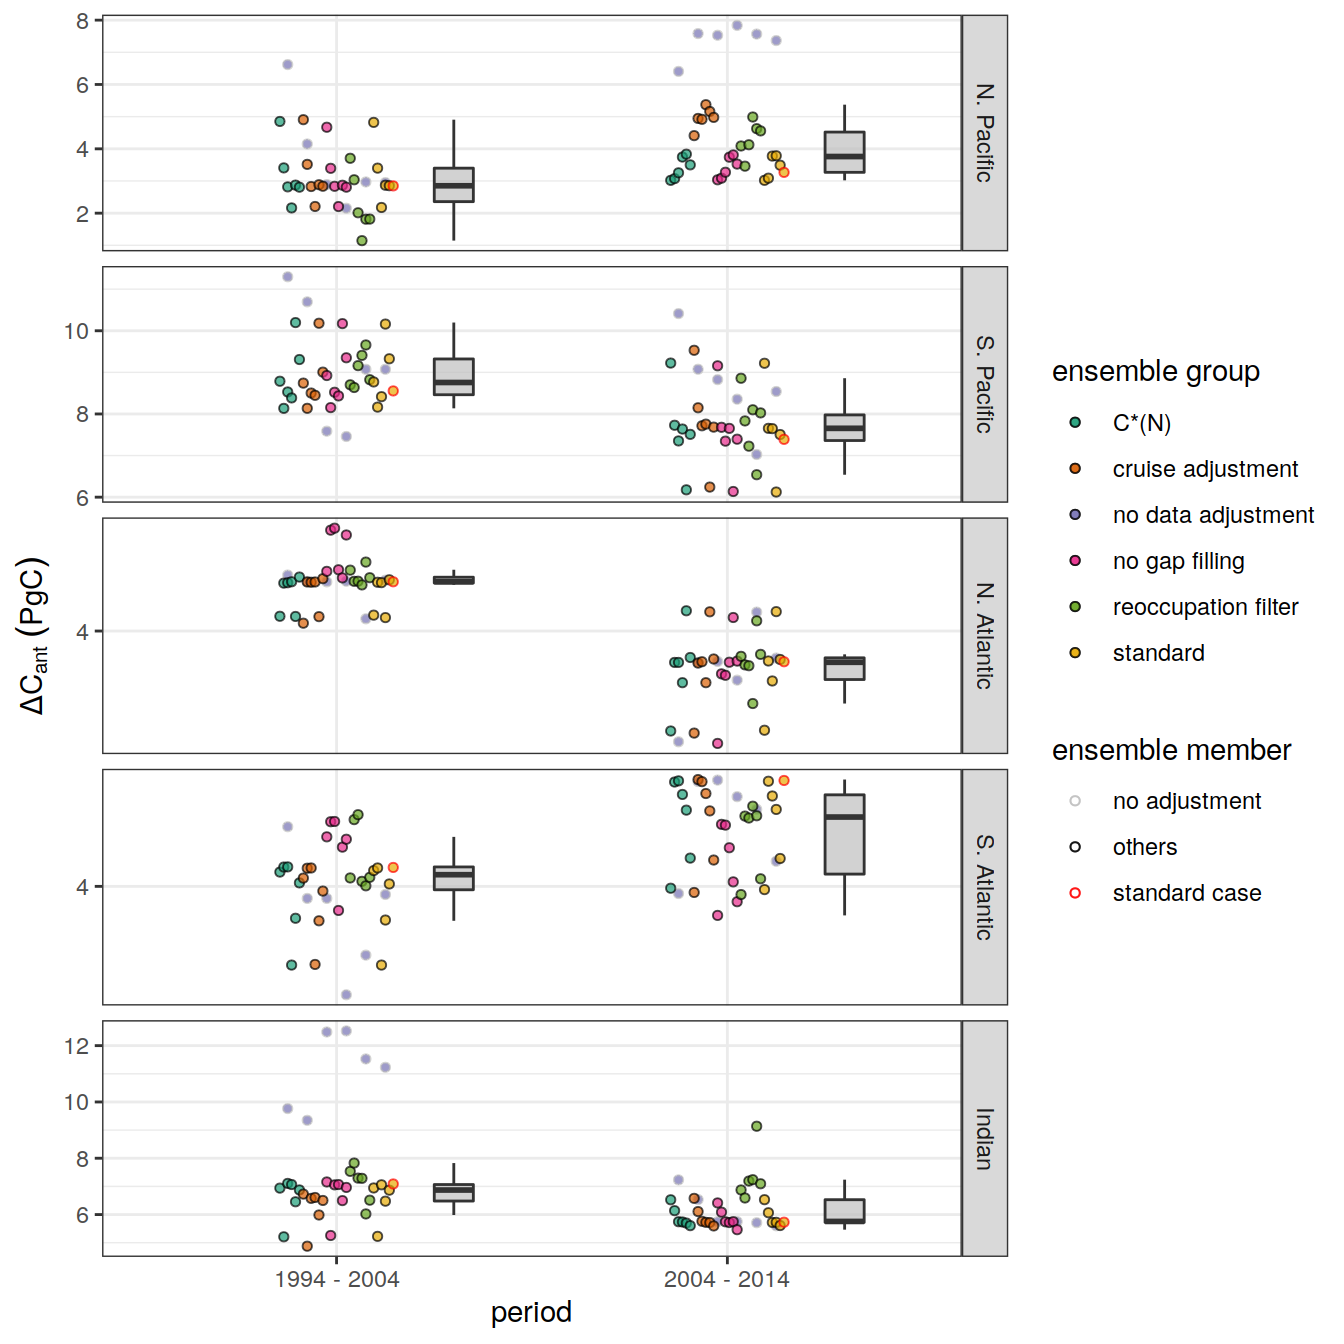 8
6
4
2
N. Pacific
10
8
6
S. Pacific
4
N. Atlantic
4
S. Atlantic
12
10
8
6
Indian
1994 - 2004
2004 - 2014
period
ΔCant (PgC)
ensemble group
C*(N)
cruise adjustment
no data adjustment
no gap filling
reoccupation filter
standard
ensemble member
no adjustment
others
standard case